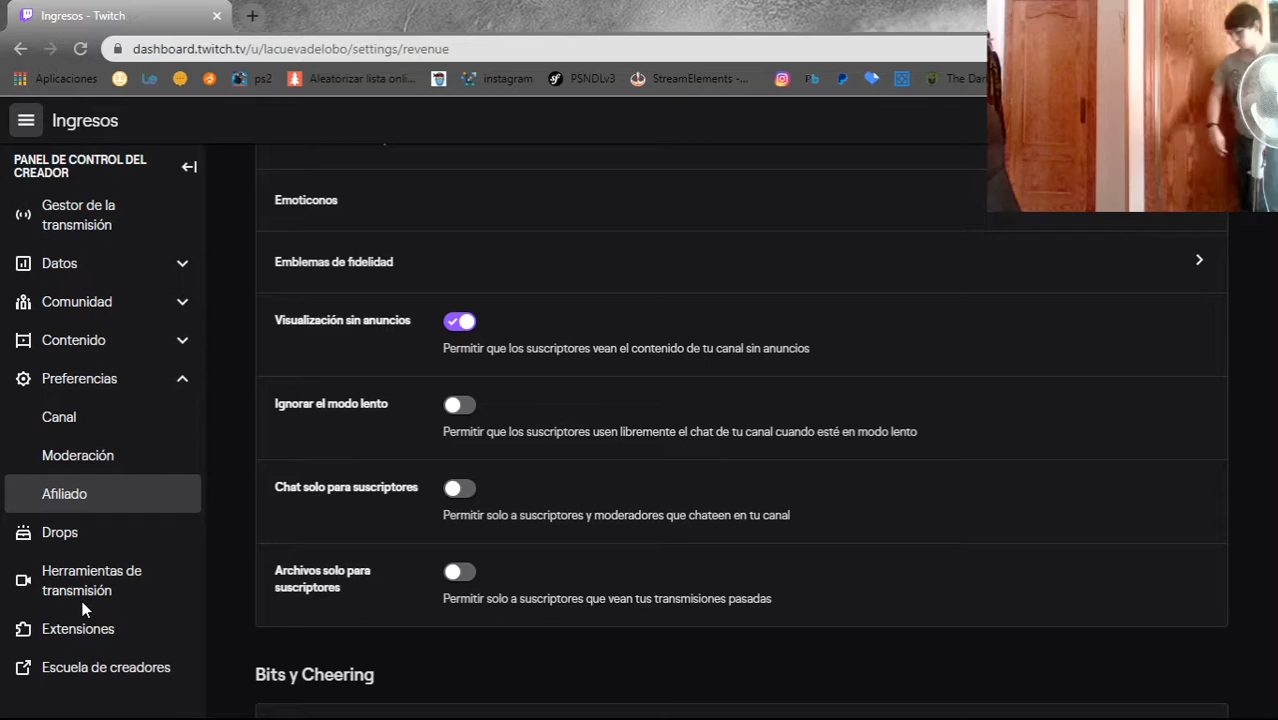 Ingresos - Twitch
dashboard.twitch.tv/u/lacuevadelobo/settings/revenue
Aplicaciones
ps2
Aleatorizar lista onli...
instagram
PSNDLv3
StreamElements -...
The Dar
Ingresos
PANEL DE CONTROL DEL
CREADOR
Gestor de la
transmisión
Datos
Comunidad
Contenido
Preferencias
Canal
Moderación
Afiliado
Drops
Herramientas de
transmisión
Extensiones
Escuela de creadores
Emoticonos
Emblemas de fidelidad
Visualización sin anuncios
Permitir que los suscriptores vean el contenido de tu canal sin anuncios
Ignorar el modo lento
Permitir que los suscriptores usen libremente el chat de tu canal cuando esté en modo lento
Chat solo para suscriptores
Permitir solo a suscriptores y moderadores que chateen en tu canal
Archivos solo para
suscriptores
Permitir solo a suscriptores que vean tus transmisiones pasadas
Bits y Cheering